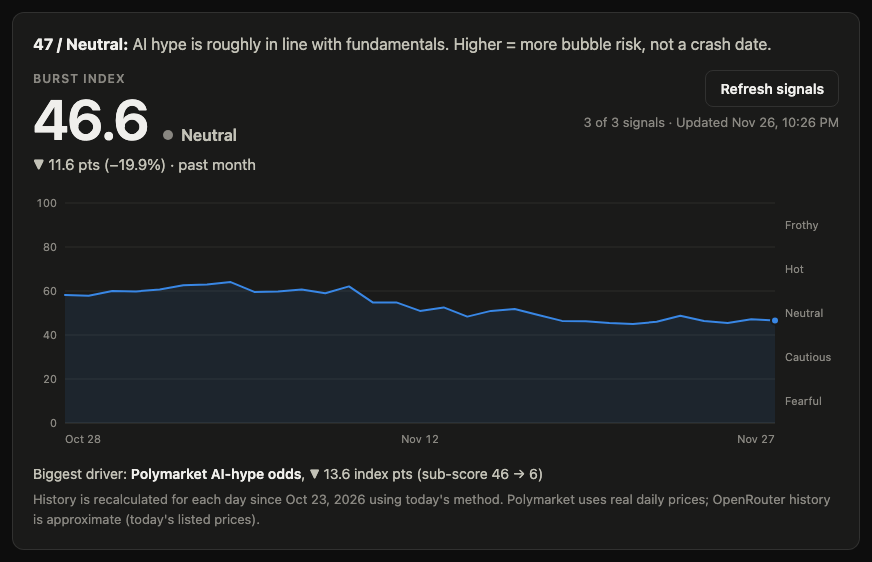 47 / Neutral: AI hype is roughly in line with fundamentals. Higher = more bubble risk, not a crash date.
BURST INDEX
Refresh signals
46.6
Neutral
3 of 3 signals · Updated Nov 26, 10:26 PM
▼ 11.6 pts (−19.9%) · past month
100
Frothy
80
Hot
60
Neutral
40
Cautious
20
Fearful
0
Oct 28
Nov 12
Nov 27
Biggest driver: Polymarket AI-hype odds, ▼ 13.6 index pts (sub-score 46 → 6)
History is recalculated for each day since Oct 23, 2026 using today's method. Polymarket uses real daily prices; OpenRouter history
is approximate (today's listed prices).